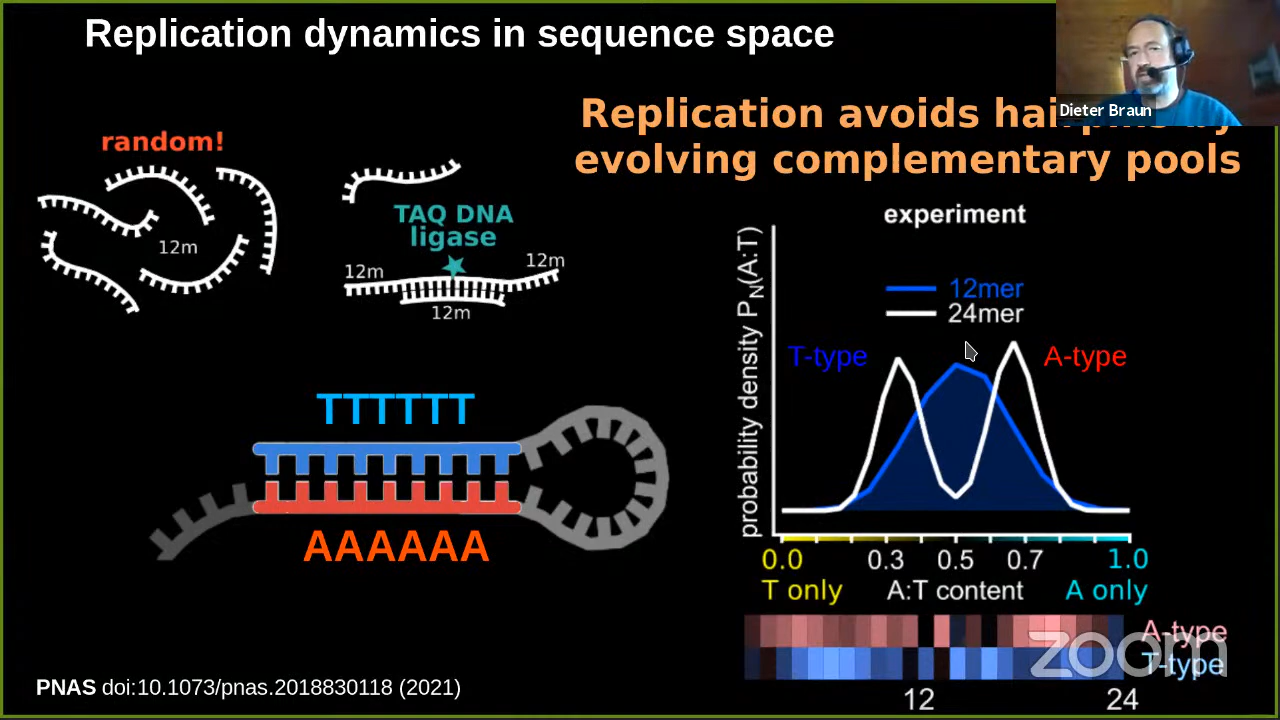 Replication dynamics in sequence space
Dieter Braun
Replication avoids
evolving complementary pools
random!
12m
TAQ DNA
ligase
12m
12m
12m
TTTTTT
AAAAAA
experiment
12mer
24mer
T-type
A-type
probability density P_N(A:T)
0.0 0.3 0.5 0.7 1.0
T only A:T content A only
A-type
T-type
zoom
12 24
PNAS doi:10.1073/pnas.2018830118 (2021)